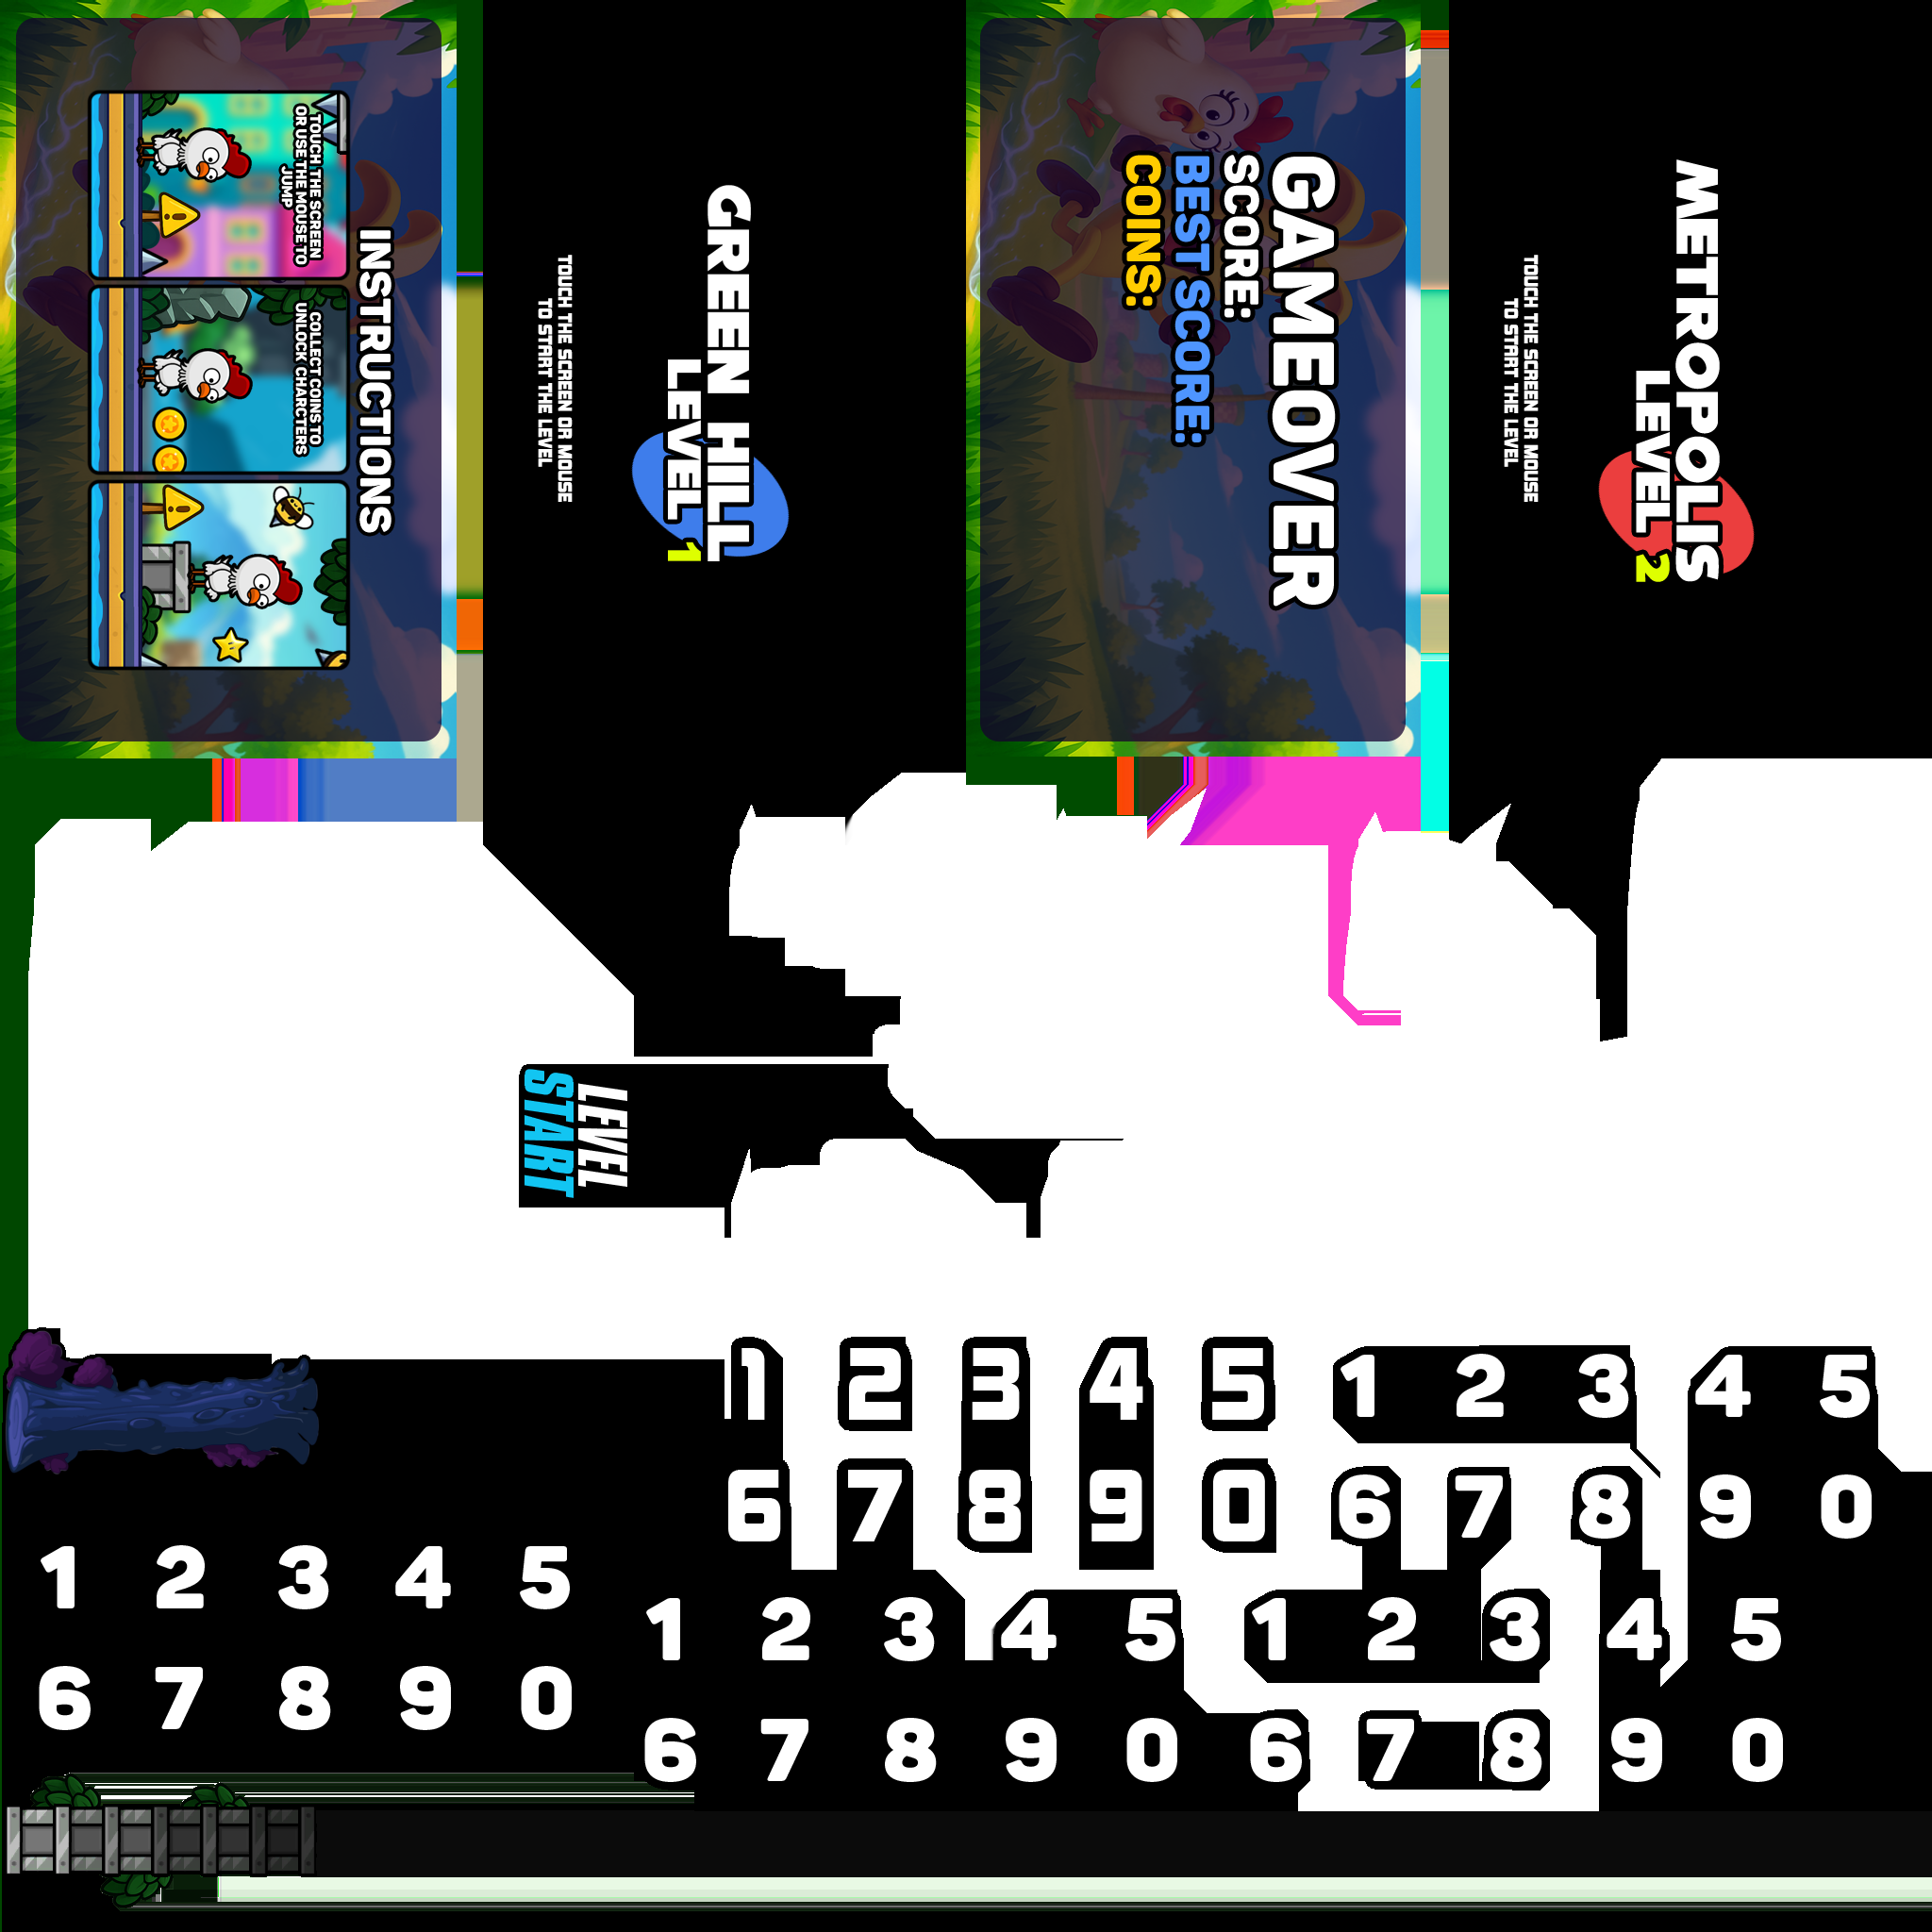 INSTRUCTIONS
TOUCH THE SCREEN
OR USE THE MOUSE TO
JUMP
COLLECT COINS TO
UNLOCK CHARCTERS
GREEN HILL
LEVEL 1
TOUCH THE SCREEN OR MOUSE
TO START THE LEVEL
GAMEOVER
SCORE:
BEST SCORE:
COINS:
METROPOLIS
LEVEL 2
TOUCH THE SCREEN OR MOUSE
TO START THE LEVEL
LEVEL
START
1 2 3 4 5
6 7 8 9 0
1 2 3 4 5
6 7 8 9 0
1 2 3 4 5
6 7 8 9 0
1 2 3 4 5
6 7 8 9 0
1 2 3 4 5
6 7 8 9 0